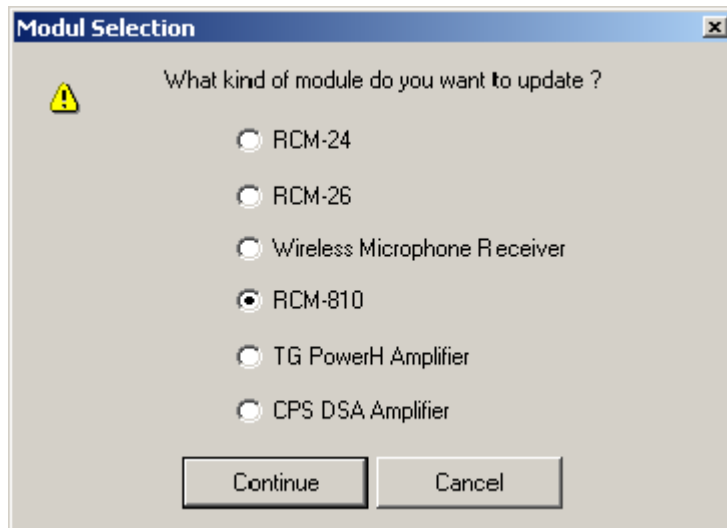 Modul Selection
What kind of module do you want to update ?
RCM-24
RCM-26
Wireless Microphone Receiver
RCM-810
TG PowerH Amplifier
CPS DSA Amplifier
Continue
Cancel